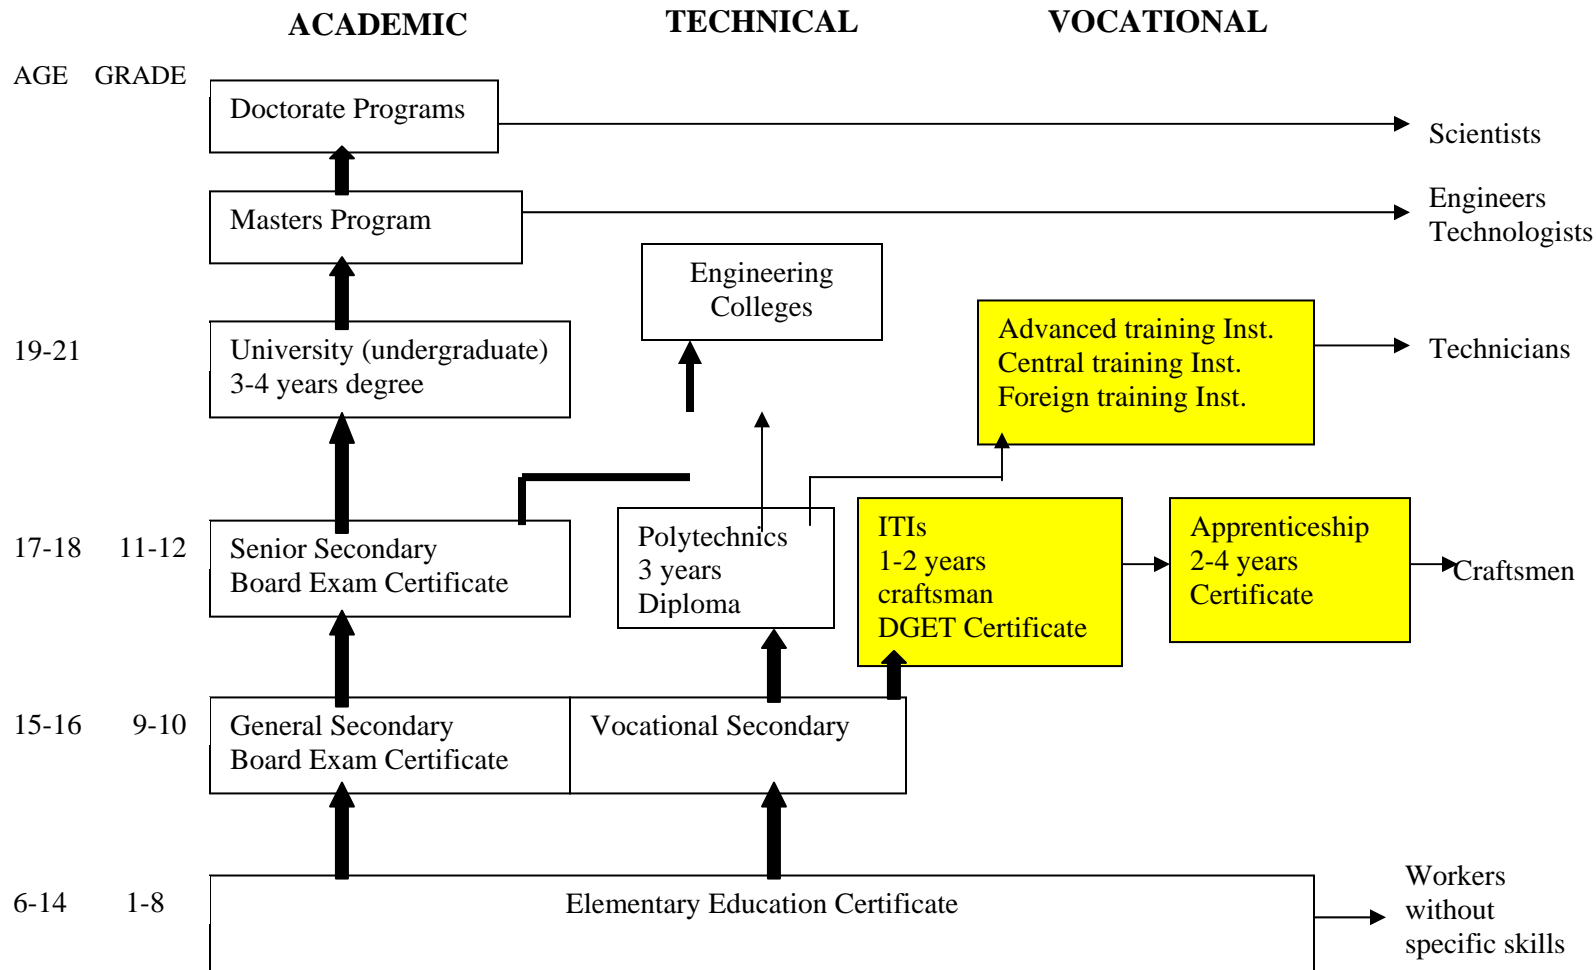 ACADEMIC TECHNICAL VOCATIONAL
AGE GRADE
Doctorate Programs
Scientists
Masters Program
Engineers
Technologists
Engineering
Colleges
19-21
University (undergraduate)
3-4 years degree
Advanced training Inst.
Central training Inst.
Foreign training Inst.
Technicians
17-18 11-12
Senior Secondary
Board Exam Certificate
Polytechnics
3 years
Diploma
ITIs
1-2 years
craftsman
DGET Certificate
Apprenticeship
2-4 years
Certificate
Craftsmen
15-16 9-10
General Secondary
Board Exam Certificate
Vocational Secondary
6-14 1-8
Elementary Education Certificate
Workers
without
specific skills